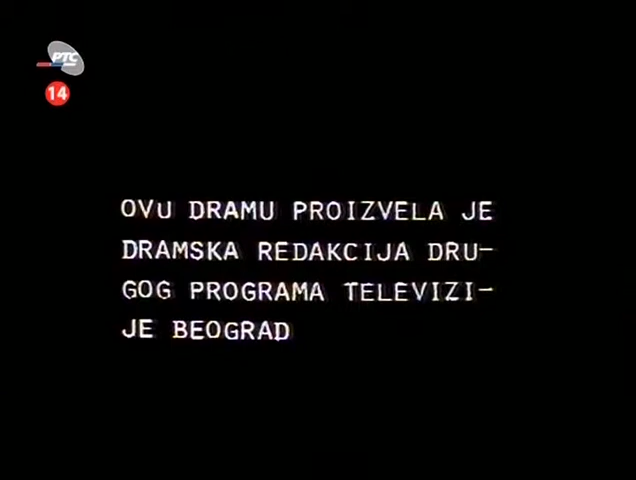 РТС
14
OVU DRAMU PROIZVELA JE
DRAMSKA REDAKCIJA DRU-
GOG PROGRAMA TELEVIZI-
JE BEOGRAD